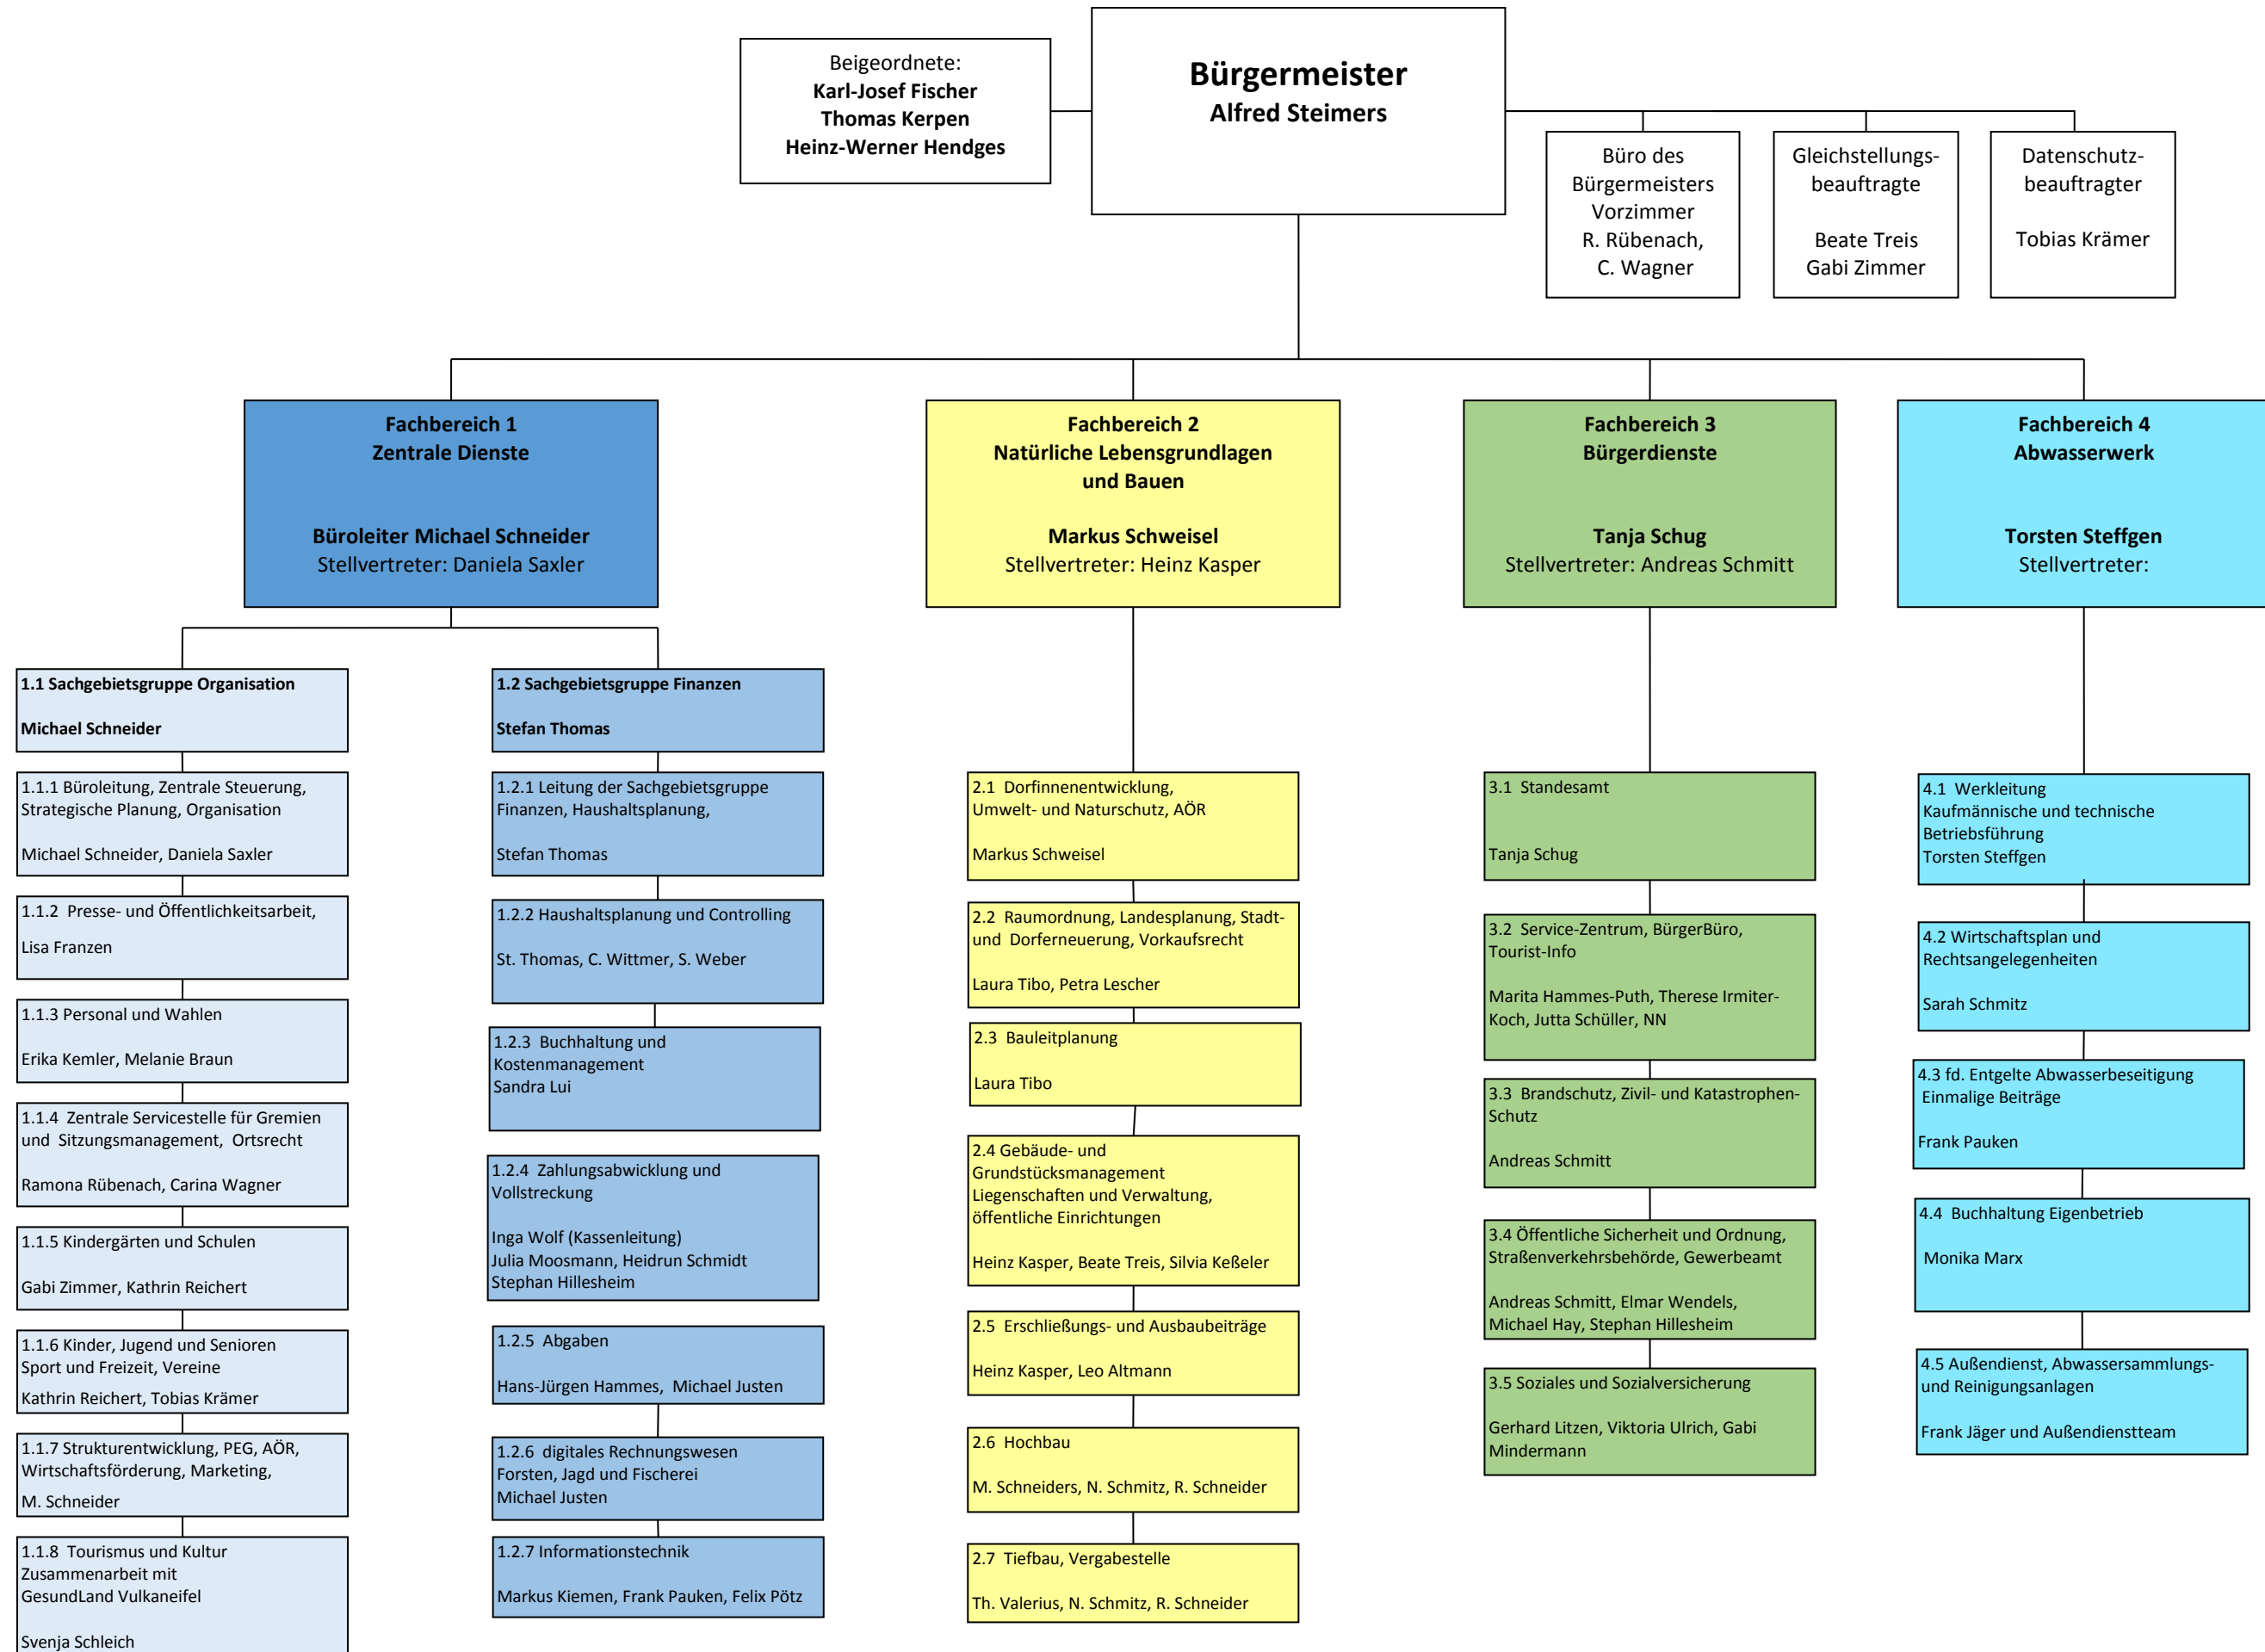 Beigeordnete:
Karl-Josef Fischer
Thomas Kerpen
Heinz-Werner Hendges
Bürgermeister
Alfred Steimers
Büro des
Bürgermeisters
Vorzimmer
R. Rübenach,
C. Wagner
Gleichstellungs-
beauftragte
Beate Treis
Gabi Zimmer
Datenschutz-
beauftragter
Tobias Krämer
Fachbereich 1
Zentrale Dienste
Büroleiter Michael Schneider
Stellvertreter: Daniela Saxler
Fachbereich 2
Natürliche Lebensgrundlagen
und Bauen
Markus Schweisel
Stellvertreter: Heinz Kasper
Fachbereich 3
Bürgerdienste
Tanja Schug
Stellvertreter: Andreas Schmitt
Fachbereich 4
Abwasserwerk
Torsten Steffgen
Stellvertreter:
1.1 Sachgebietsgruppe Organisation
Michael Schneider
1.1.1 Büroleitung, Zentrale Steuerung,
Strategische Planung, Organisation
Michael Schneider, Daniela Saxler
1.1.2 Presse- und Öffentlichkeitsarbeit,
Lisa Franzen
1.1.3 Personal und Wahlen
Erika Kemler, Melanie Braun
1.1.4 Zentrale Servicestelle für Gremien
und Sitzungsmanagement, Ortsrecht
Ramona Rübenach, Carina Wagner
1.1.5 Kindergärten und Schulen
Gabi Zimmer, Kathrin Reichert
1.1.6 Kinder, Jugend und Senioren
Sport und Freizeit, Vereine
Kathrin Reichert, Tobias Krämer
1.1.7 Strukturentwicklung, PEG, AÖR,
Wirtschaftsförderung, Marketing,
M. Schneider
1.1.8 Tourismus und Kultur
Zusammenarbeit mit
GesundLand Vulkaneifel
Svenja Schleich
1.2 Sachgebietsgruppe Finanzen
Stefan Thomas
1.2.1 Leitung der Sachgebietsgruppe
Finanzen, Haushaltsplanung,
Stefan Thomas
1.2.2 Haushaltsplanung und Controlling
St. Thomas, C. Wittmer, S. Weber
1.2.3 Buchhaltung und
Kostenmanagement
Sandra Lui
1.2.4 Zahlungsabwicklung und
Vollstreckung
Inga Wolf (Kassenleitung)
Julia Moosmann, Heidrun Schmidt
Stephan Hillesheim
1.2.5 Abgaben
Hans-Jürgen Hammes, Michael Justen
1.2.6 digitales Rechnungswesen
Forsten, Jagd und Fischerei
Michael Justen
1.2.7 Informationstechnik
Markus Kiemen, Frank Pauken, Felix Pötz
2.1 Dorfinnenentwicklung,
Umwelt- und Naturschutz, AÖR
Markus Schweisel
2.2 Raumordnung, Landesplanung, Stadt-
und Dorferneuerung, Vorkaufsrecht
Laura Tibo, Petra Lescher
2.3 Bauleitplanung
Laura Tibo
2.4 Gebäude- und
Grundstücksmanagement
Liegenschaften und Verwaltung,
öffentliche Einrichtungen
Heinz Kasper, Beate Treis, Silvia Keßeler
2.5 Erschließungs- und Ausbaubeiträge
Heinz Kasper, Leo Altmann
2.6 Hochbau
M. Schneiders, N. Schmitz, R. Schneider
2.7 Tiefbau, Vergabestelle
Th. Valerius, N. Schmitz, R. Schneider
3.1 Standesamt
Tanja Schug
3.2 Service-Zentrum, BürgerBüro,
Tourist-Info
Marita Hammes-Puth, Therese Irmiter-
Koch, Jutta Schüller, NN
3.3 Brandschutz, Zivil- und Katastrophen-
Schutz
Andreas Schmitt
3.4 Öffentliche Sicherheit und Ordnung,
Straßenverkehrsbehörde, Gewerbeamt
Andreas Schmitt, Elmar Wendels,
Michael Hay, Stephan Hillesheim
3.5 Soziales und Sozialversicherung
Gerhard Litzen, Viktoria Ulrich, Gabi
Mindermann
4.1 Werkleitung
Kaufmännische und technische
Betriebsführung
Torsten Steffgen
4.2 Wirtschaftsplan und
Rechtsangelegenheiten
Sarah Schmitz
4.3 fd. Entgelte Abwasserbeseitigung
Einmalige Beiträge
Frank Pauken
4.4 Buchhaltung Eigenbetrieb
Monika Marx
4.5 Außendienst, Abwassersammlungs-
und Reinigungsanlagen
Frank Jäger und Außendienstteam